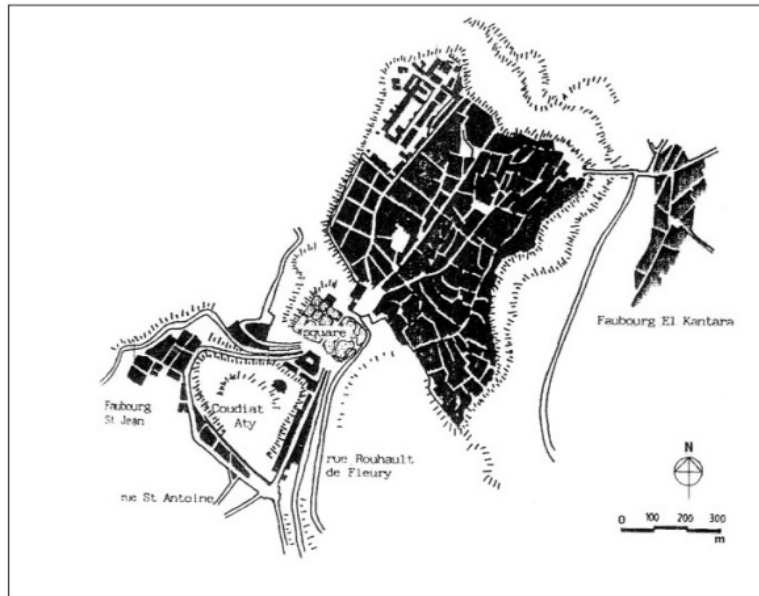 Faubourg El Kantara
square
Faubourg
St Jean
Coudiat
Aty
rue Rouhault
de Fleury
rue St Antoine
N
0 100 200 300
m